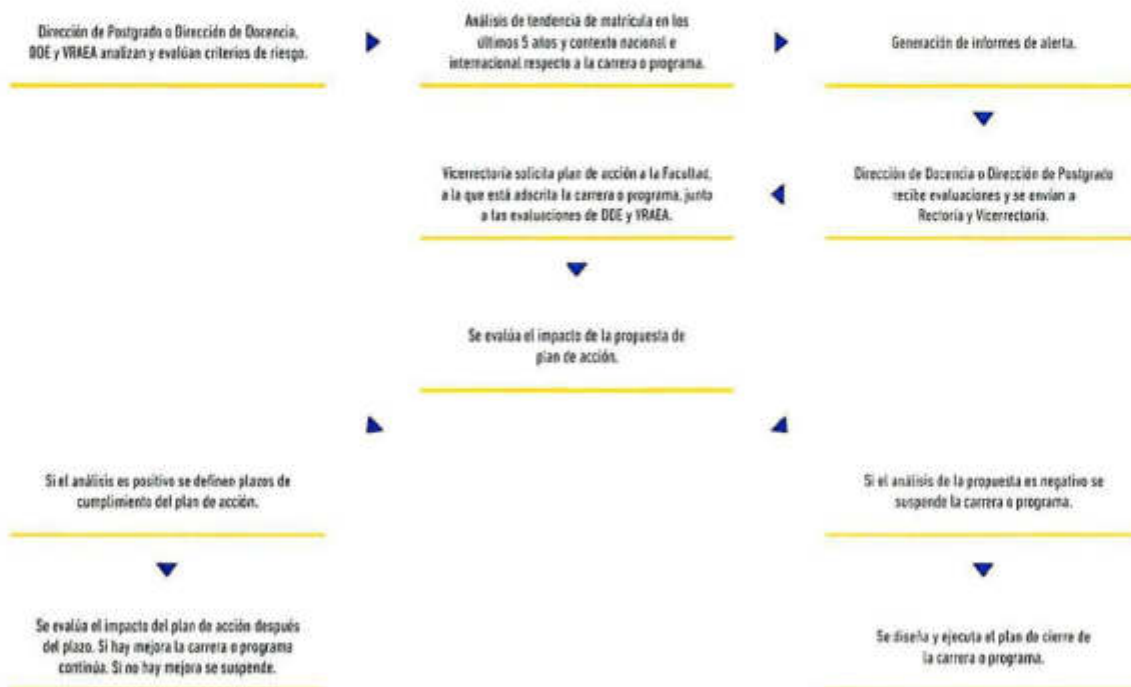 Dirección de Postgrado o Dirección de Docencia,
DDE y VRAEA analizan y evalúan criterios de riesgo.
Análisis de tendencia de matrícula en los
últimos 5 años y contexto nacional e
internacional respecto a la carrera o programa.
Generación de informes de alerta.
Dirección de Docencia o Dirección de Postgrado
recibe evaluaciones y se envían a
Rectoría y Vicerrectoría.
Vicerrectoría solicita plan de acción a la Facultad,
a la que está adscrita la carrera o programa, junto
a las evaluaciones de DDE y VRAEA.
Se evalúa el impacto de la propuesta de
plan de acción.
Si el análisis es positivo se definen plazos de
cumplimiento del plan de acción.
Se evalúa el impacto del plan de acción después
del plazo. Si hay mejora la carrera o programa
continúa. Si no hay mejora se suspende.
Si el análisis de la propuesta es negativo se
suspende la carrera o programa.
Se diseña y ejecuta el plan de cierre de
la carrera o programa.